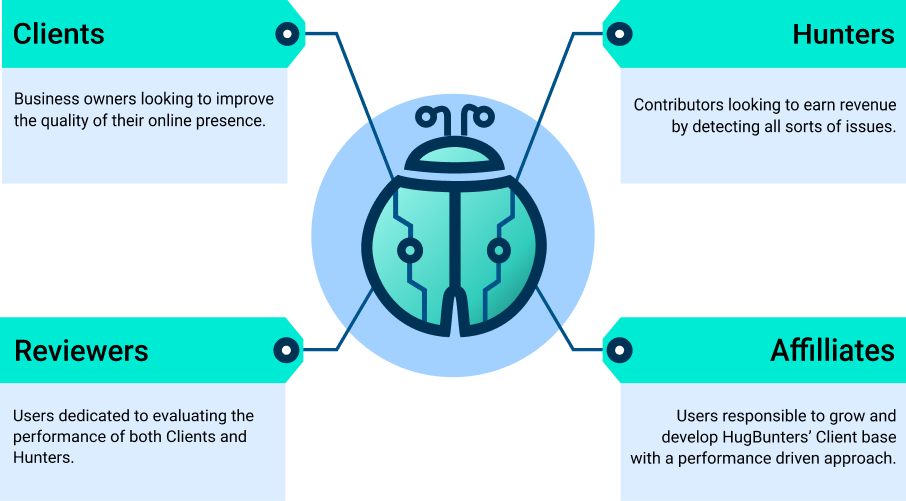 Clients
Business owners looking to improve
the quality of their online presence.
Hunters
Contributors looking to earn revenue
by detecting all sorts of issues.
Reviewers
Users dedicated to evaluating the
performance of both Clients and
Hunters.
Affilliates
Users responsible to grow and
develop HugBunters’ Client base
with a performance driven approach.